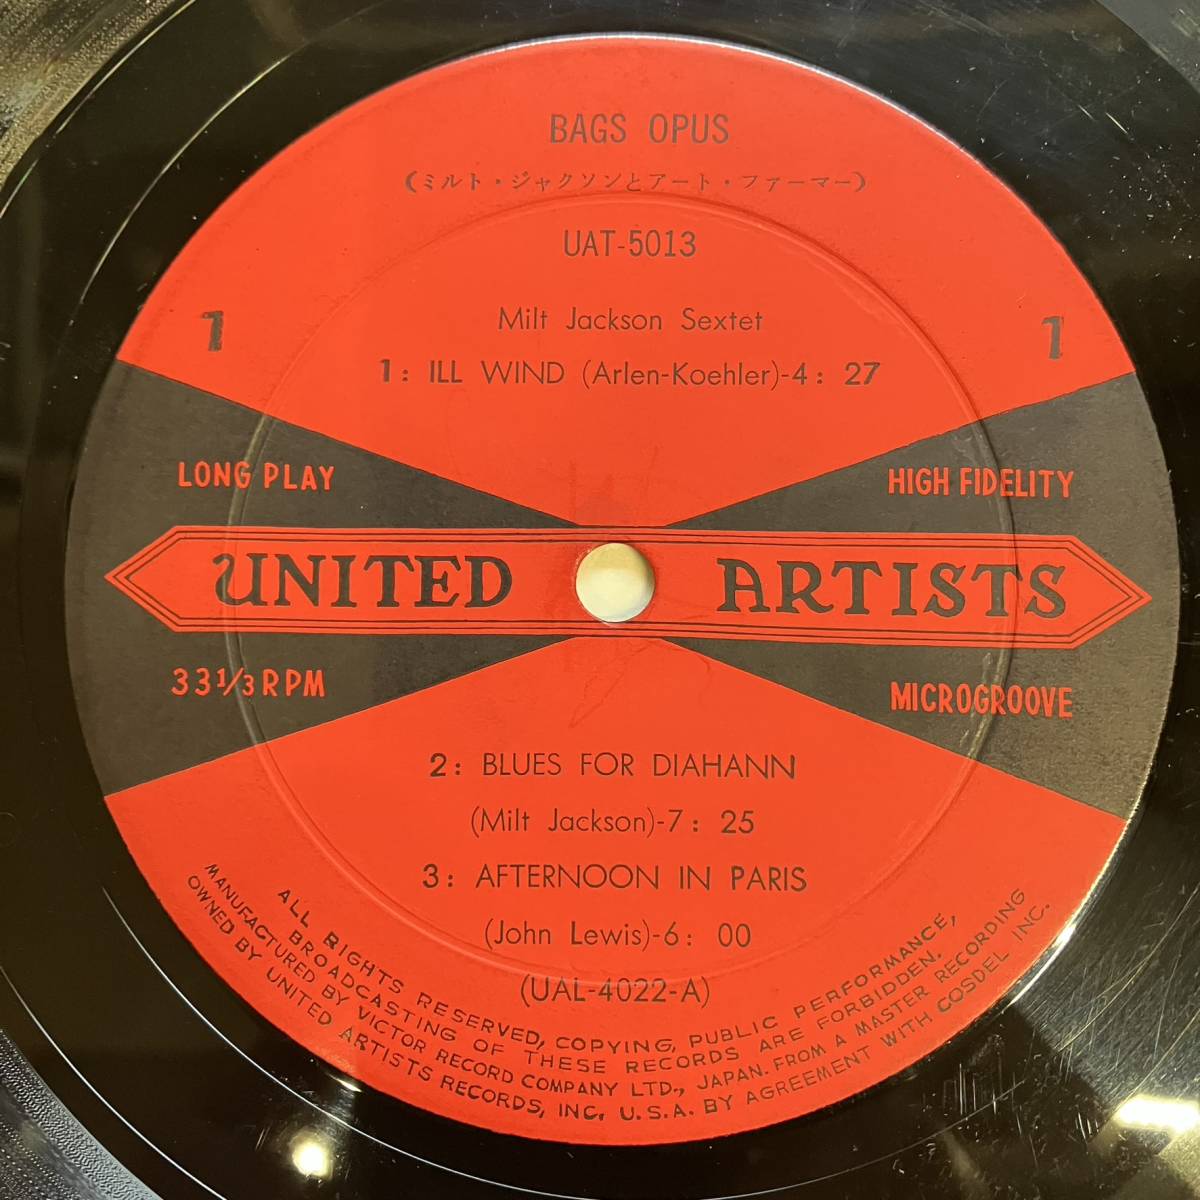 BAGS OPUS
(ミルト・ジャクソンとアート・ファーマー)
UAT-5013
Milt Jackson Sextet
1 1
1: ILL WIND (Arlen-Koehler)-4: 27
LONG PLAY HIGH FIDELITY
UNITED ARTISTS
33 1/3 RPM MICROGROOVE
2: BLUES FOR DIAHANN
(Milt Jackson)-7: 25
3: AFTERNOON IN PARIS
(John Lewis)-6: 00
(UAL-4022-A)
ALL RIGHTS RESERVED, COPYING, PUBLIC PERFORMANCE,
BROADCASTING OF THESE RECORDS ARE FORBIDDEN.
MANUFACTURED BY VICTOR RECORD COMPANY LTD., JAPAN. FROM A MASTER RECORDING
OWNED BY UNITED ARTISTS RECORDS, INC. U.S.A. BY AGREEMENT WITH COSDEL INC.